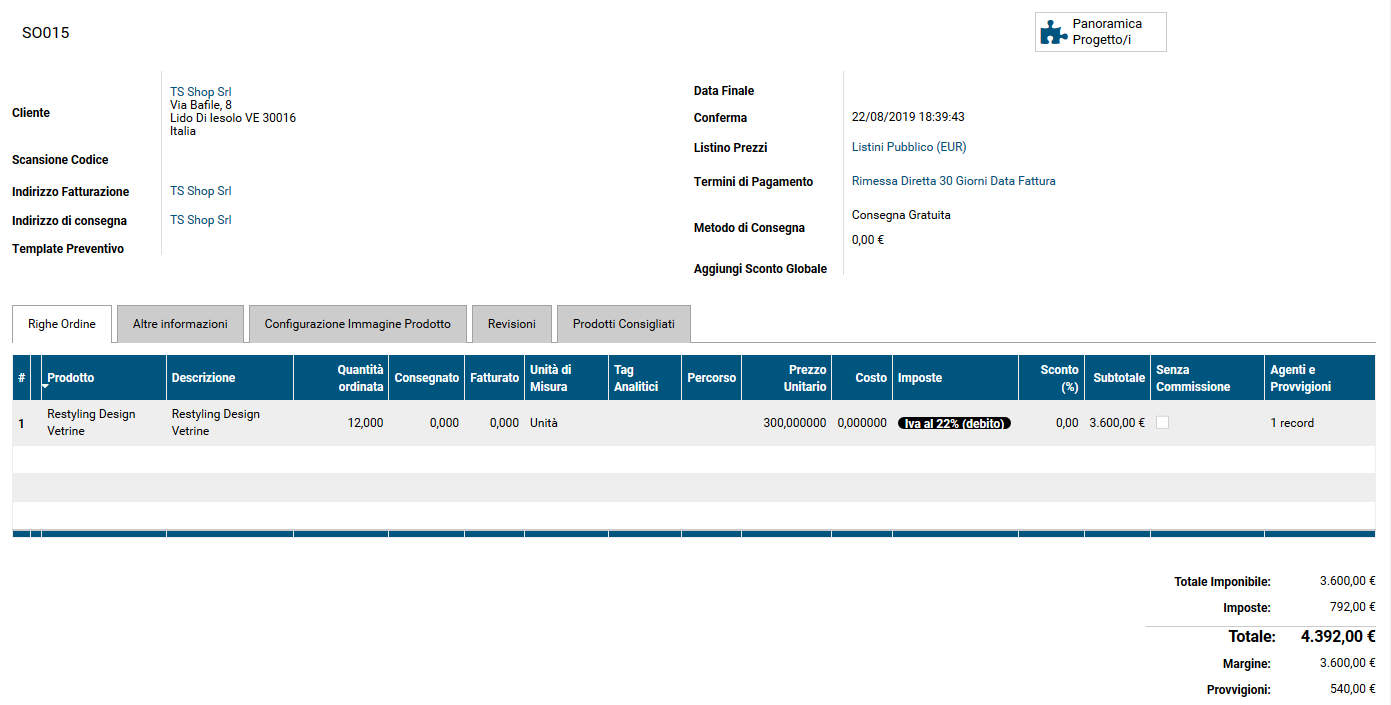 SO015
Panoramica
Progetto/i
Cliente
TS Shop Srl
Via Bafile, 8
Lido Di Iesolo VE 30016
Italia
Scansione Codice
Indirizzo Fatturazione
TS Shop Srl
Indirizzo di consegna
TS Shop Srl
Template Preventivo
Data Finale
Conferma
22/08/2019 18:39:43
Listino Prezzi
Listini Pubblico (EUR)
Termini di Pagamento
Rimessa Diretta 30 Giorni Data Fattura
Metodo di Consegna
Consegna Gratuita
0,00 €
Aggiungi Sconto Globale
Righe Ordine
Altre informazioni
Configurazione Immagine Prodotto
Revisioni
Prodotti Consigliati
#
Prodotto
Descrizione
Quantità
ordinata
Consegnato
Fatturato
Unità di
Misura
Tag
Analitici
Percorso
Prezzo
Unitario
Costo
Imposte
Sconto
(%)
Subtotale
Senza
Commissione
Agenti e
Provvigioni
1
Restyling Design
Vetrine
Restyling Design
Vetrine
12,000
0,000
0,000
Unità
300,000000
0,000000
Iva al 22% (debito)
0,00
3.600,00 €
1 record
Totale Imponibile: 3.600,00 €
Imposte: 792,00 €
Totale: 4.392,00 €
Margine: 3.600,00 €
Provvigioni: 540,00 €